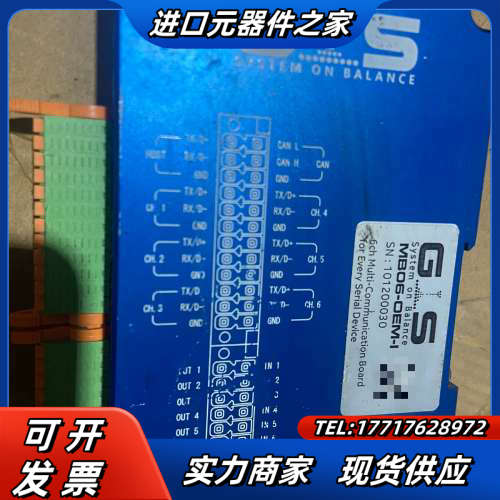 进口元器件之家
S
SYSTEM ON BALANCE
TX/D-
HOST
GND
TX/D+
CH. 1
RX/D-
GND
CH. 2
RX/D-
GND
TX/D
CH. 3
RX/D-
GND
CAN L
CAN H
CAN
GND
TX/D+
RX/D-
CH. 4
GND
TX/D+
RX/D-
CH. 5
GND
TX/D+
RX/D-
CH. 6
GND
OUT 1
OUT 2
OUT
OUT 4
OUT 5
IN 1
2
3
IN 4
IN 5
G S
System on Balance
MB06-OEM-I
SN : 101200030
6ch Multi-Communication Board
for Every Serial Device
可开发票
TEL:17717628972
实力商家 现货供应